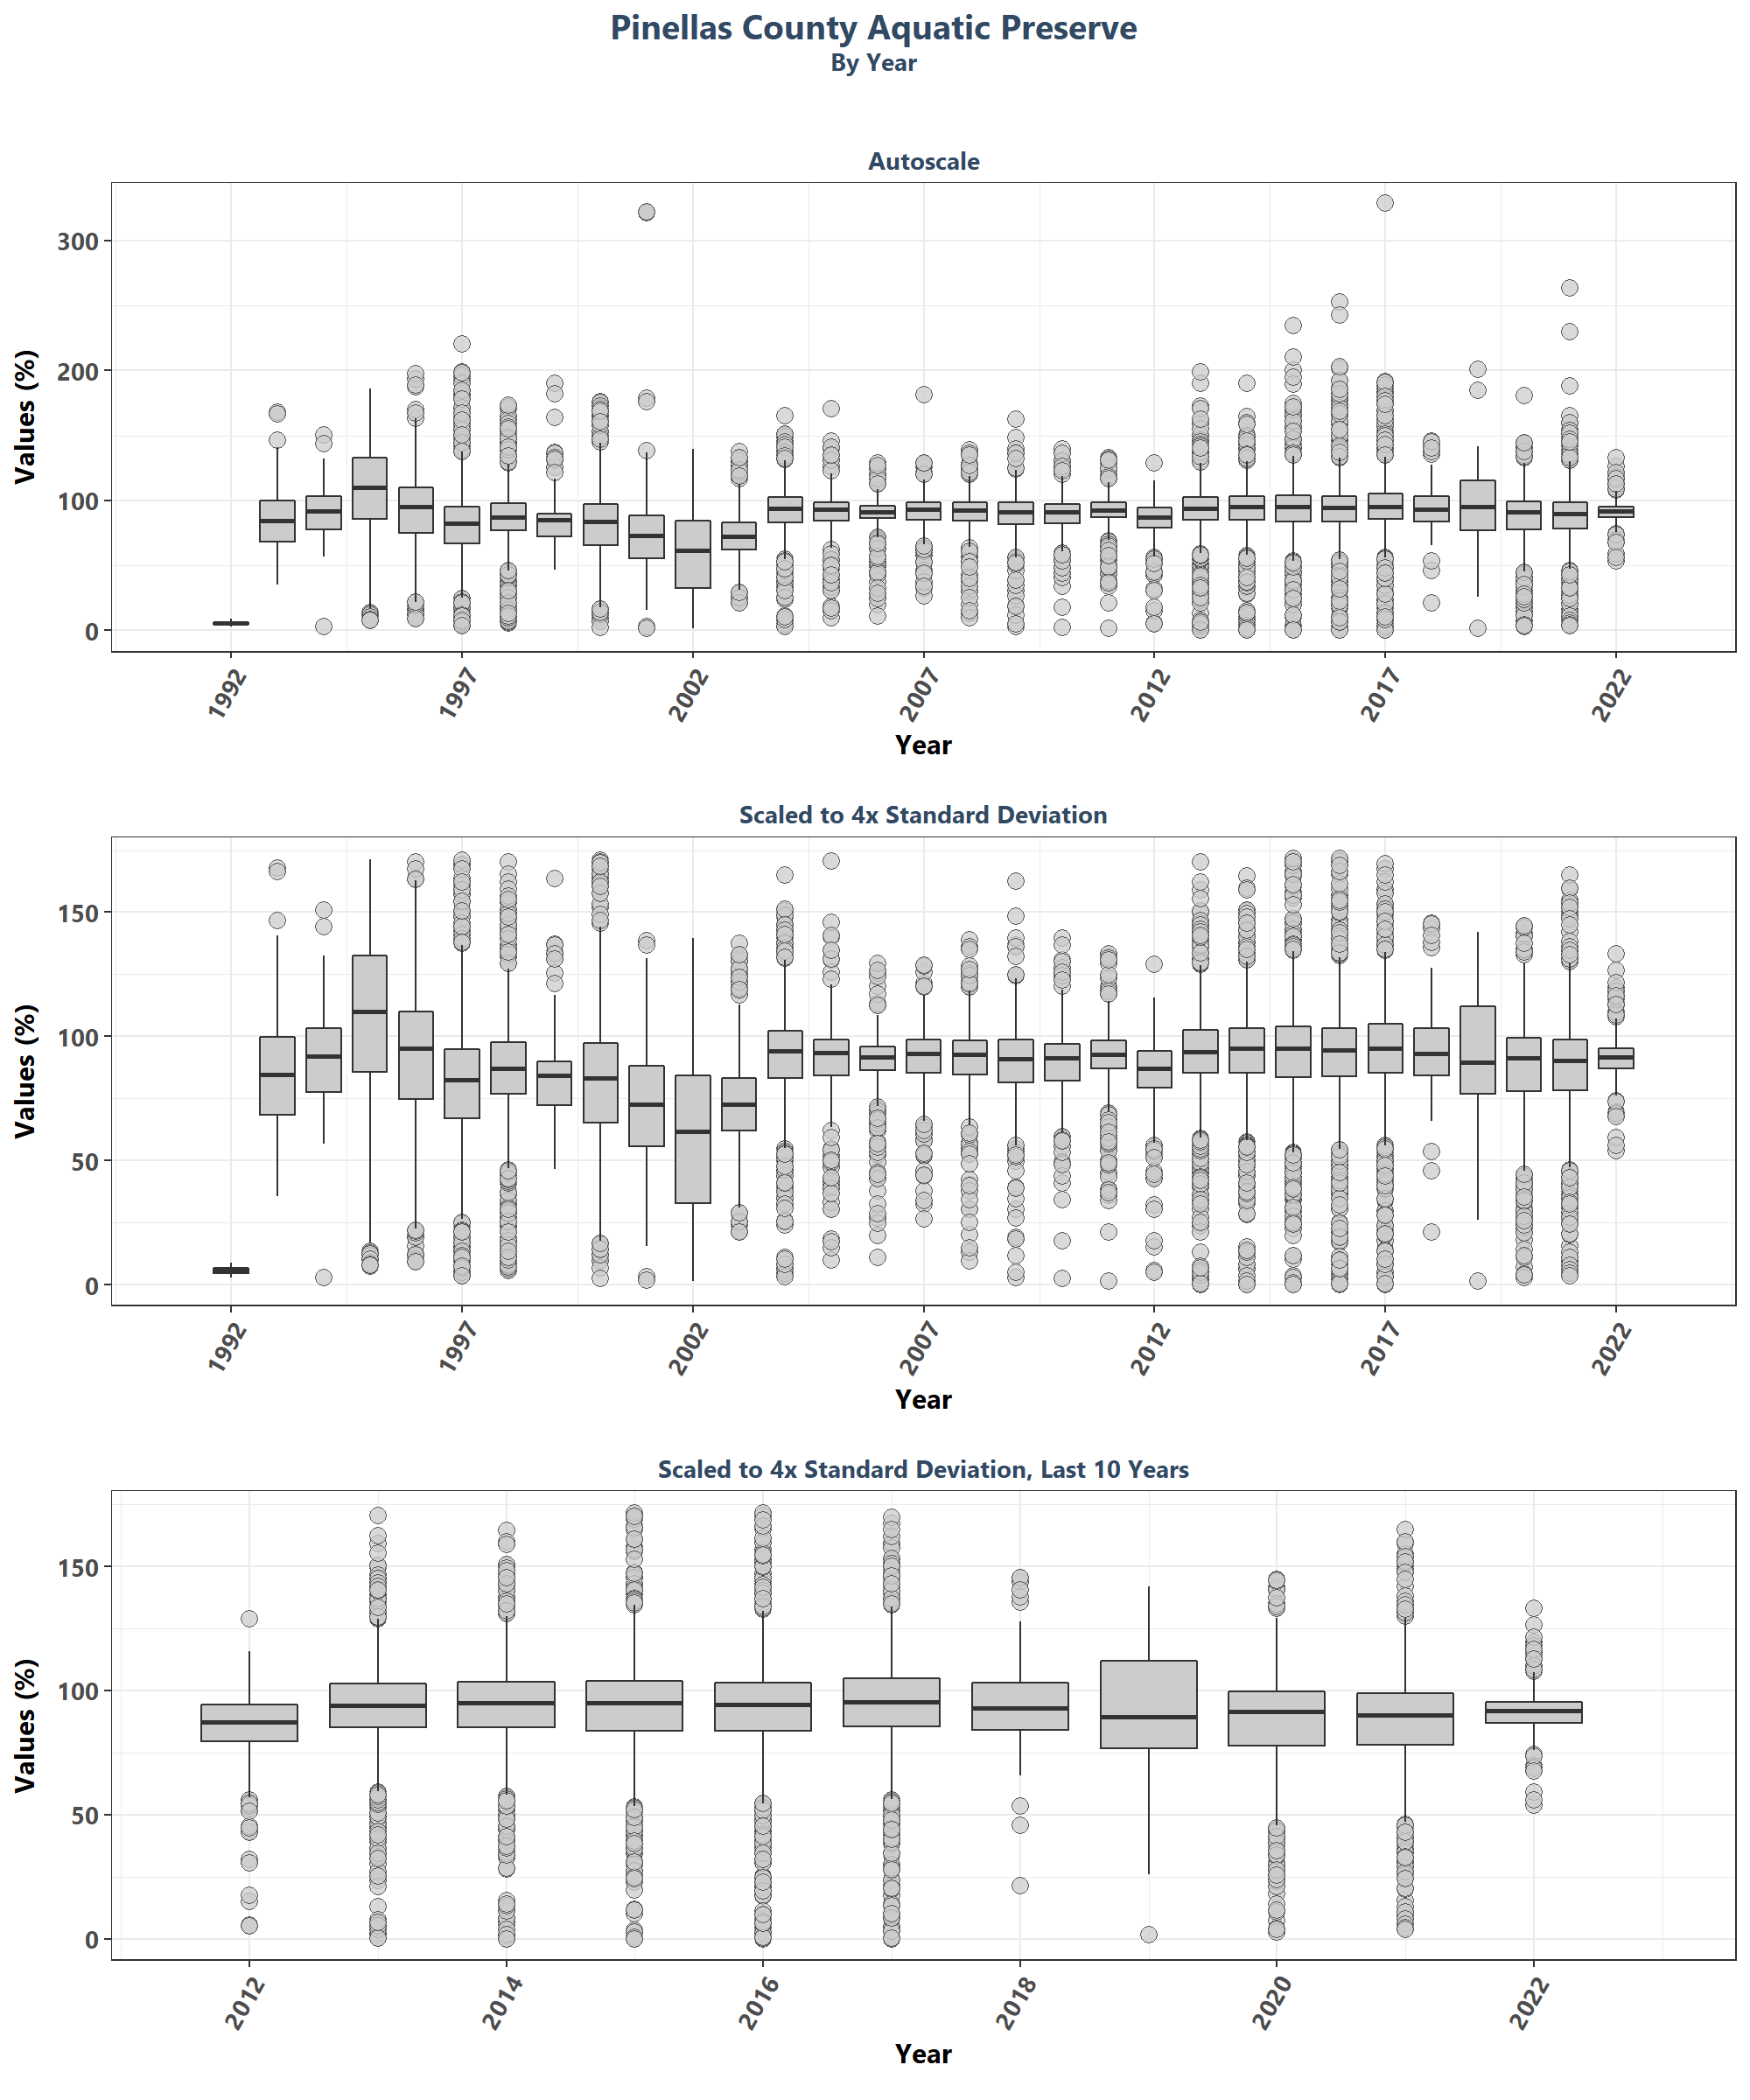 Pinellas County Aquatic Preserve
By Year
Autoscale
Values (%)
300
200
100
0
1992 1997 2002 2007 2012 2017 2022
Year
Scaled to 4x Standard Deviation
Values (%)
150
100
50
0
1992 1997 2002 2007 2012 2017 2022
Year
Scaled to 4x Standard Deviation, Last 10 Years
Values (%)
150
100
50
0
2012 2014 2016 2018 2020 2022
Year